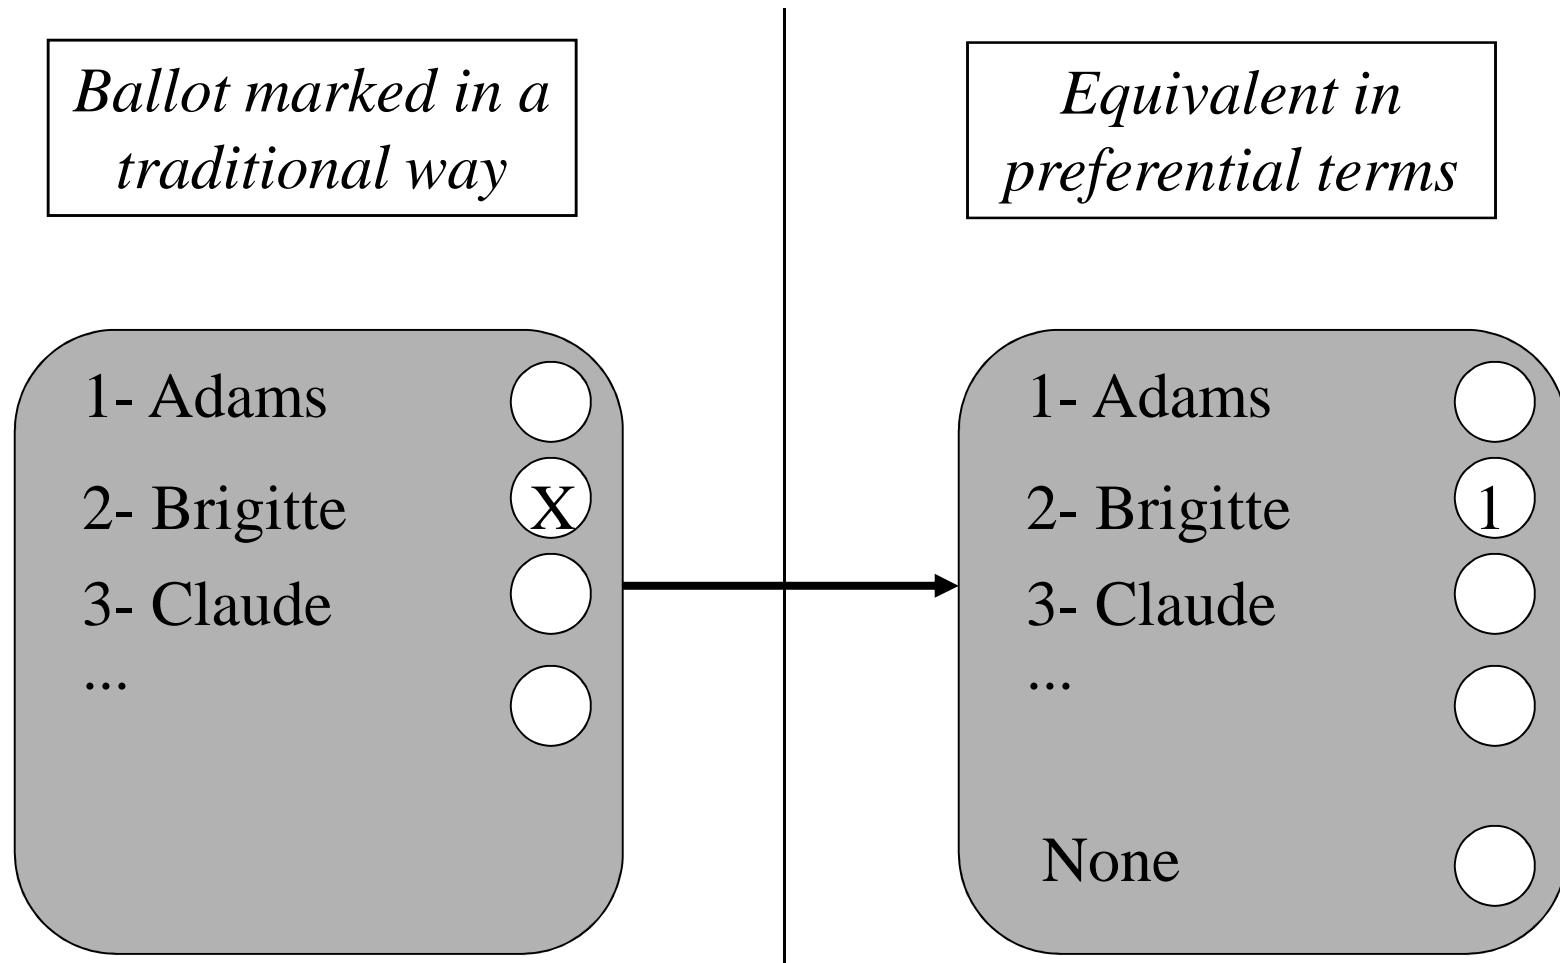 Ballot marked in a
traditional way
1- Adams
2- Brigitte X
3- Claude
...
Equivalent in
preferential terms
1- Adams
2- Brigitte 1
3- Claude
...
None